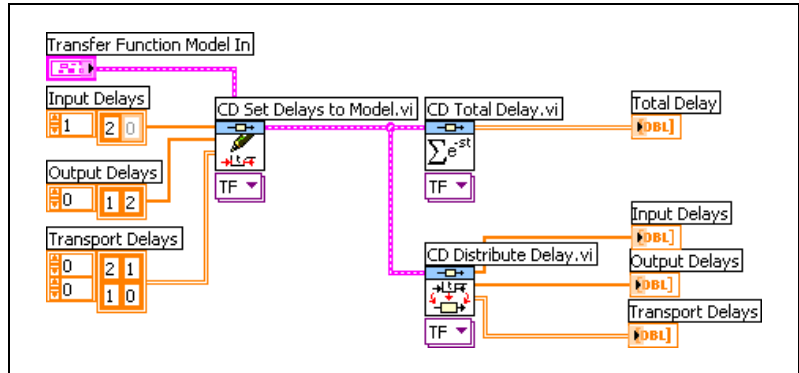 Transfer Function Model In
Input Delays
1 2 0
CD Set Delays to Model.vi
TF
Output Delays
0 1 2
Transport Delays
0 2 1
0 1 0
CD Total Delay.vi
∑e^-st
TF
Total Delay
DBL]
CD Distribute Delay.vi
TF
Input Delays
DBL]
Output Delays
DBL]
Transport Delays
DBL]